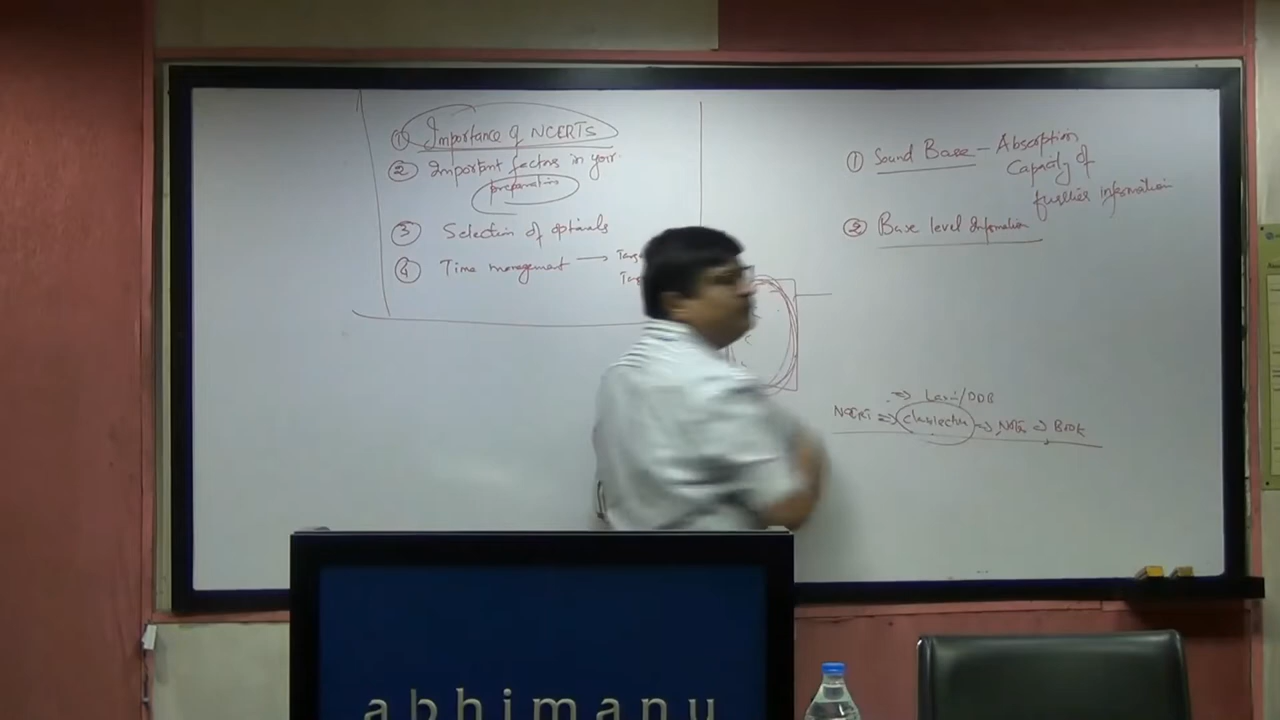 ① Importance of NCERTs
② Important factors in your
preparation
③ Selection of optionals
④ Time management →
① Sound Base – Absorption
Capacity of
further information
② Base level Information
NCERT ⇒ ⇒ Notes ⇒ Book
abhimanu